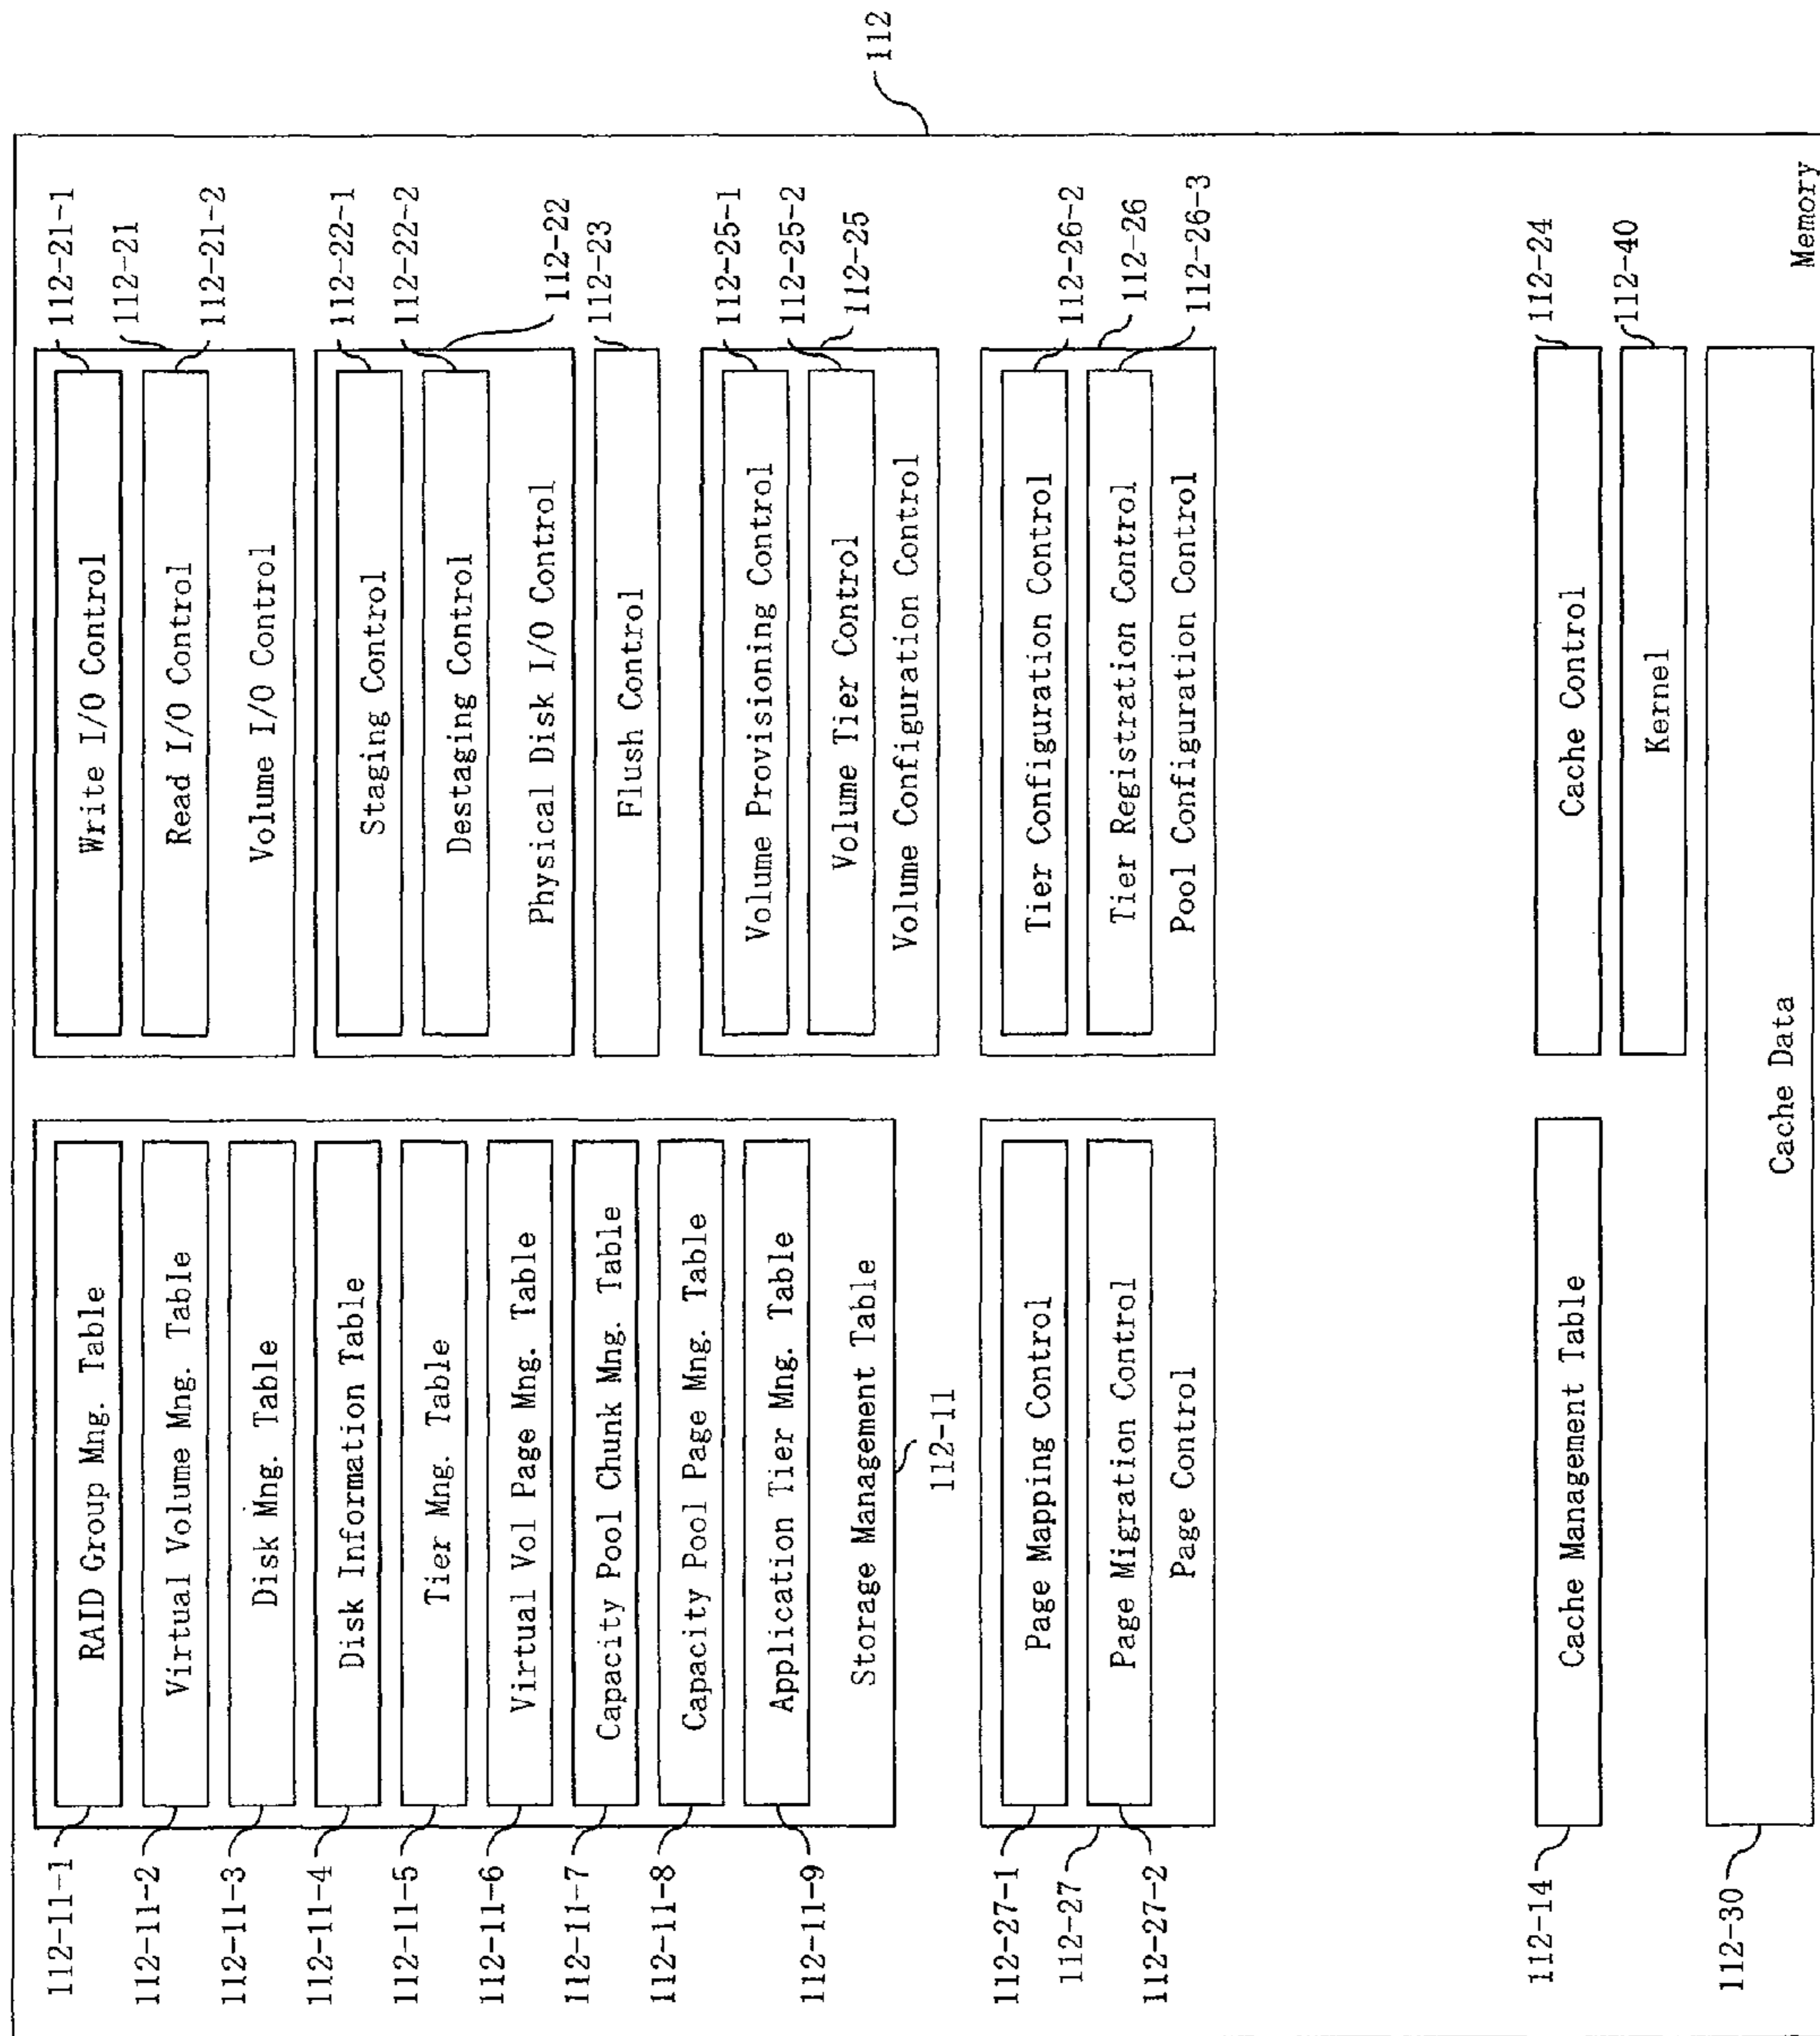 112
112-11-1
RAID Group Mng. Table
112-11-2
Virtual Volume Mng. Table
112-11-3
Disk Mng. Table
112-11-4
Disk Information Table
112-11-5
Tier Mng. Table
112-11-6
Virtual Vol Page Mng. Table
112-11-7
Capacity Pool Chunk Mng. Table
112-11-8
Capacity Pool Page Mng. Table
112-11-9
Application Tier Mng. Table
Storage Management Table
112-11
112-27-1
Page Mapping Control
112-27
112-27-2
Page Migration Control
Page Control
112-14
Cache Management Table
112-30
Cache Data
Write I/O Control
112-21-1
112-21
Read I/O Control
112-21-2
Volume I/O Control
Staging Control
112-22-1
Destaging Control
112-22-2
Physical Disk I/O Control
112-22
Flush Control
112-23
Volume Provisioning Control
112-25-1
Volume Tier Control
112-25-2
Volume Configuration Control
112-25
Tier Configuration Control
112-26-2
112-26
Tier Registration Control
112-26-3
Pool Configuration Control
Cache Control
112-24
Kernel
112-40
Memory